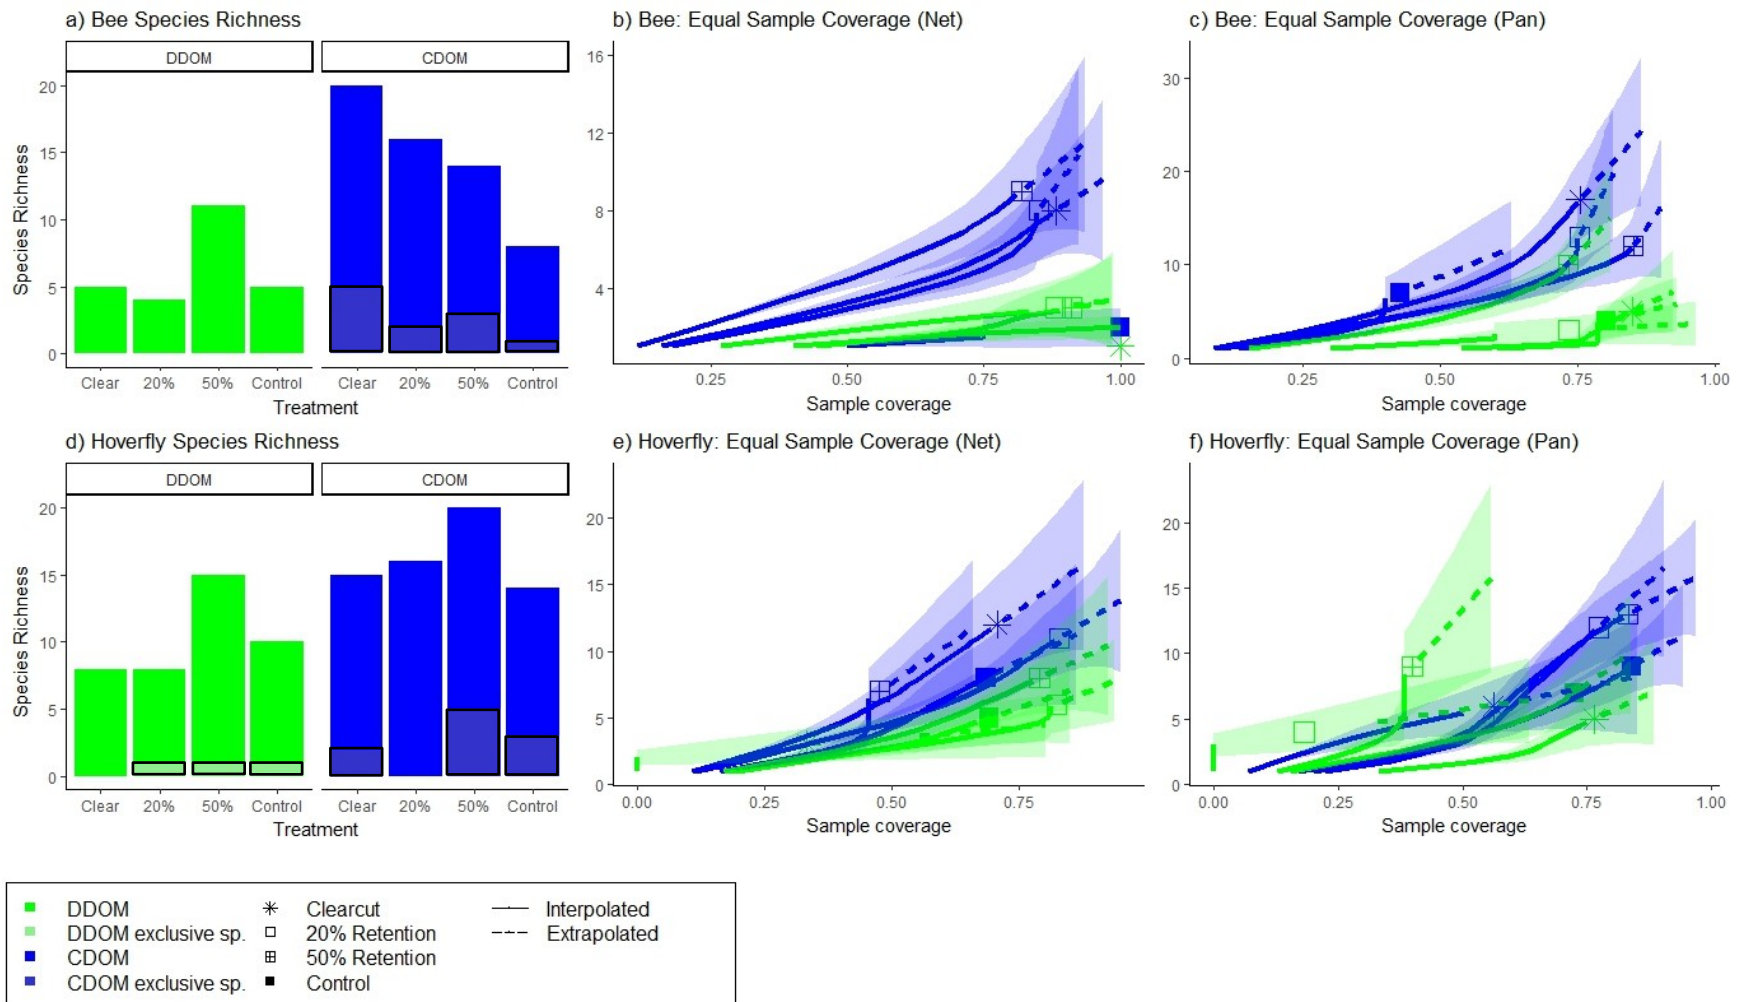 a) Bee Species Richness
b) Bee: Equal Sample Coverage (Net)
c) Bee: Equal Sample Coverage (Pan)
DDOM
CDOM
Species Richness
20
15
10
5
0
Clear 20% 50% Control
Clear 20% 50% Control
Treatment
16
12
8
4
0.25 0.50 0.75 1.00
Sample coverage
30
20
10
0
0.25 0.50 0.75 1.00
Sample coverage
d) Hoverfly Species Richness
e) Hoverfly: Equal Sample Coverage (Net)
f) Hoverfly: Equal Sample Coverage (Pan)
DDOM
CDOM
Species Richness
20
15
10
5
0
Clear 20% 50% Control
Clear 20% 50% Control
Treatment
20
15
10
5
0
0.00 0.25 0.50 0.75
Sample coverage
20
15
10
5
0
0.00 0.25 0.50 0.75 1.00
Sample coverage
DDOM
DDOM exclusive sp.
CDOM
CDOM exclusive sp.
Clearcut
20% Retention
50% Retention
Control
Interpolated
Extrapolated